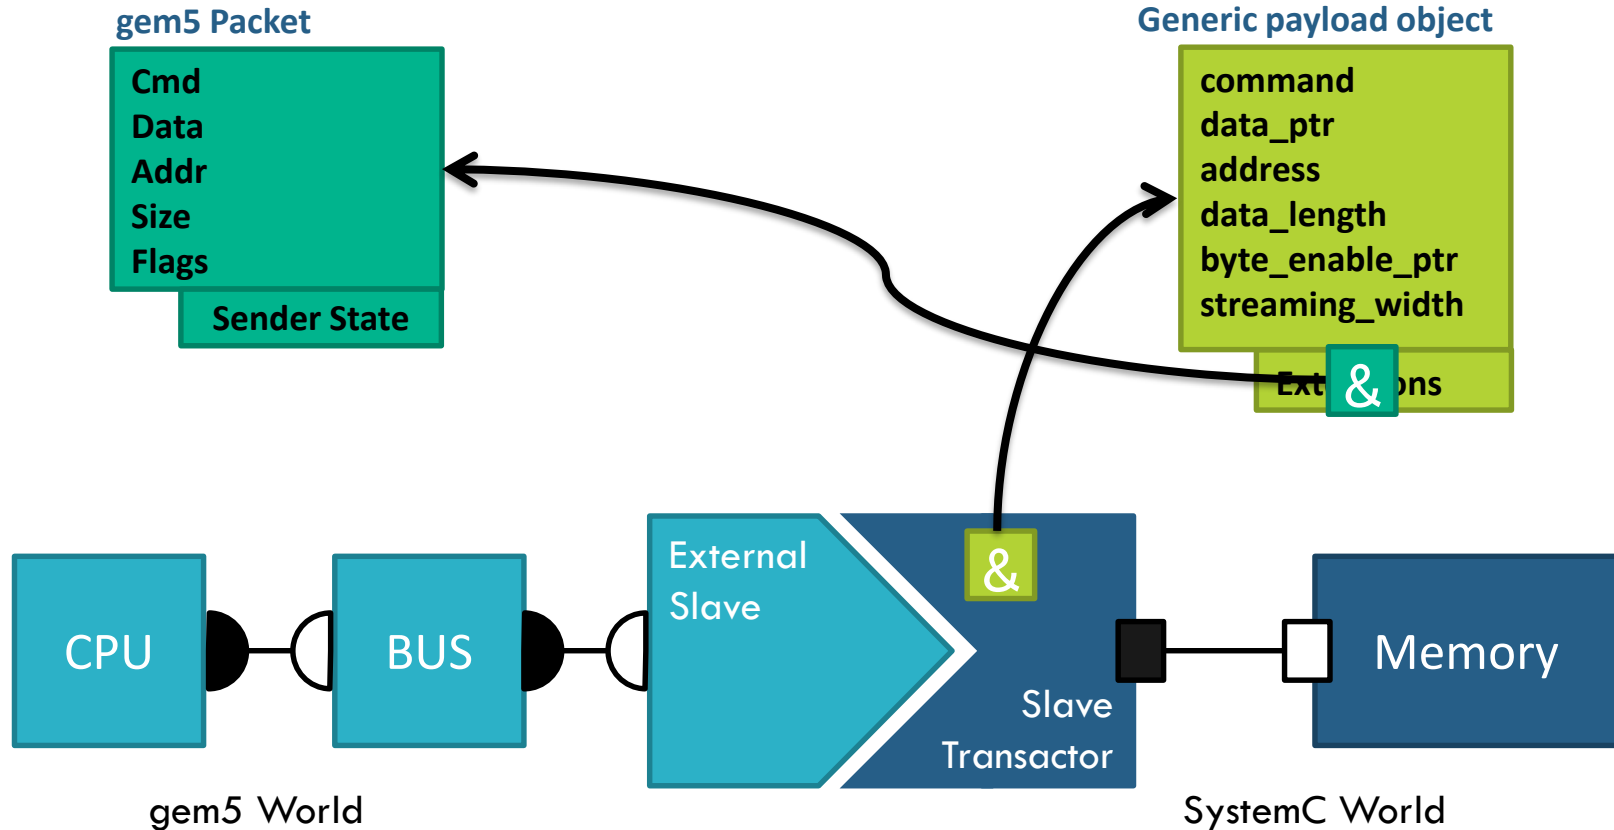 gem5 Packet
Cmd
Data
Addr
Size
Flags
Sender State
Generic payload object
command
data_ptr
address
data_length
byte_enable_ptr
streaming_width
&
CPU
BUS
External
Slave
&
Slave
Transactor
Memory
gem5 World
SystemC World